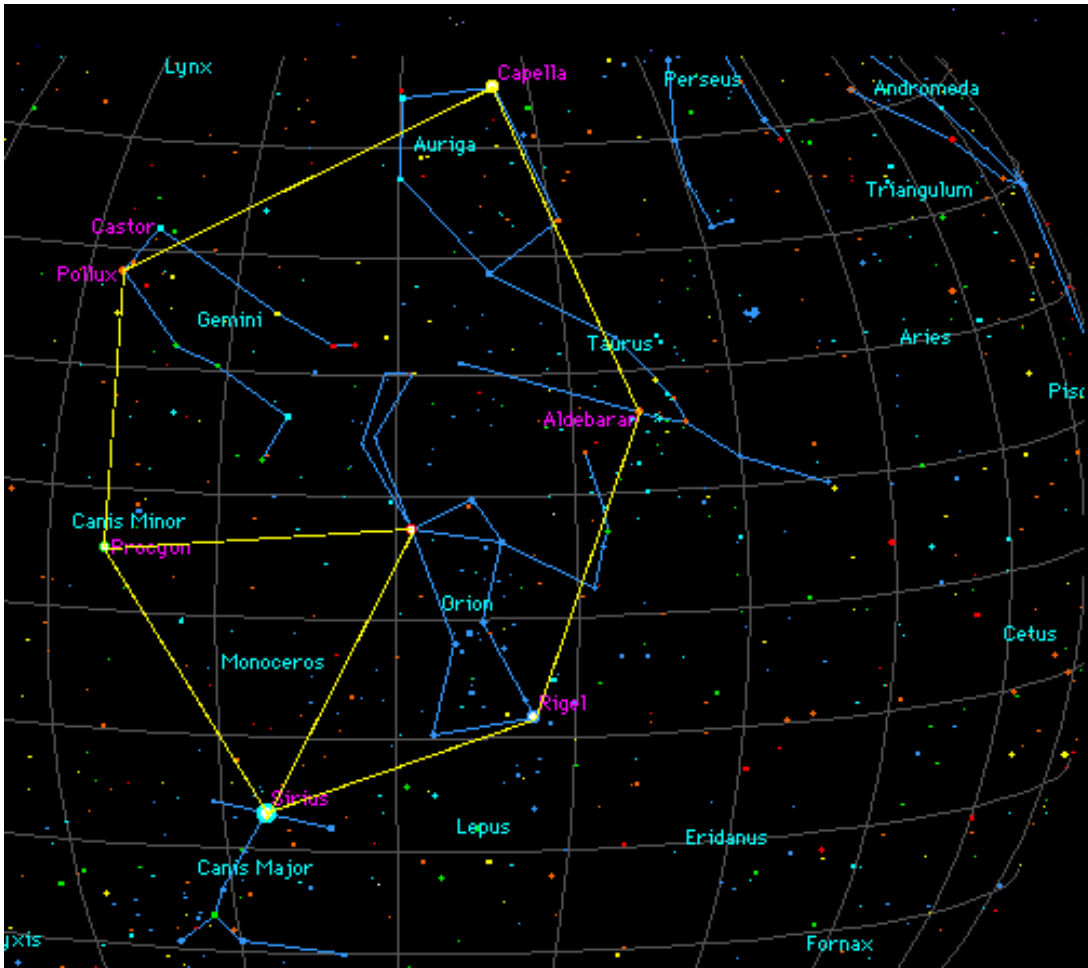 Lynx
Capella
Perseus
Andromeda
Auriga
Triangulum
Castor
Pollux
Gemini
Taurus
Aries
Pisc
Aldebaran
Canis Minor
Procyon
Orion
Cetus
Monoceros
Rigel
Sirius
Lepus
Eridanus
Canis Major
yxis
Fornax